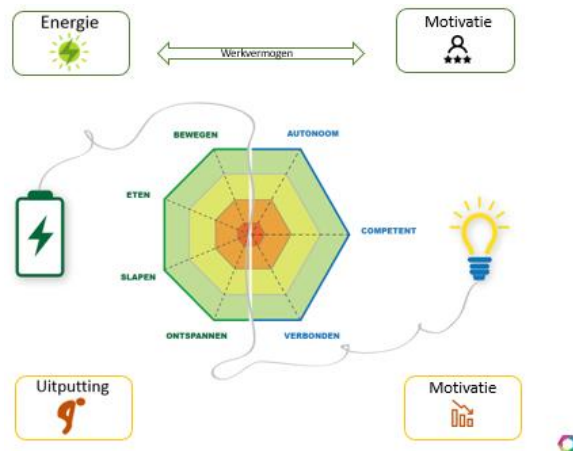 Energie
Motivatie
Werkvermogen
BEWEGEN
AUTONOOM
ETEN
COMPETENT
SLAPEN
ONTSPANNEN
VERBONDEN
Uitputting
Motivatie